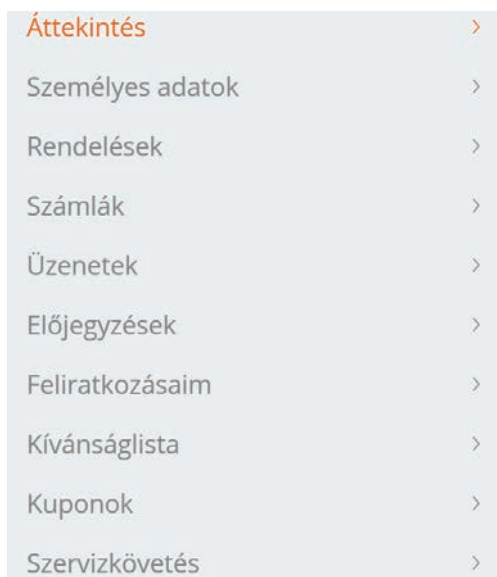 Áttekintés
Személyes adatok
Rendelések
Számlák
Üzenetek
Előjegyzések
Feliratkozásaim
Kívánságlista
Kuponok
Szervizkövetés